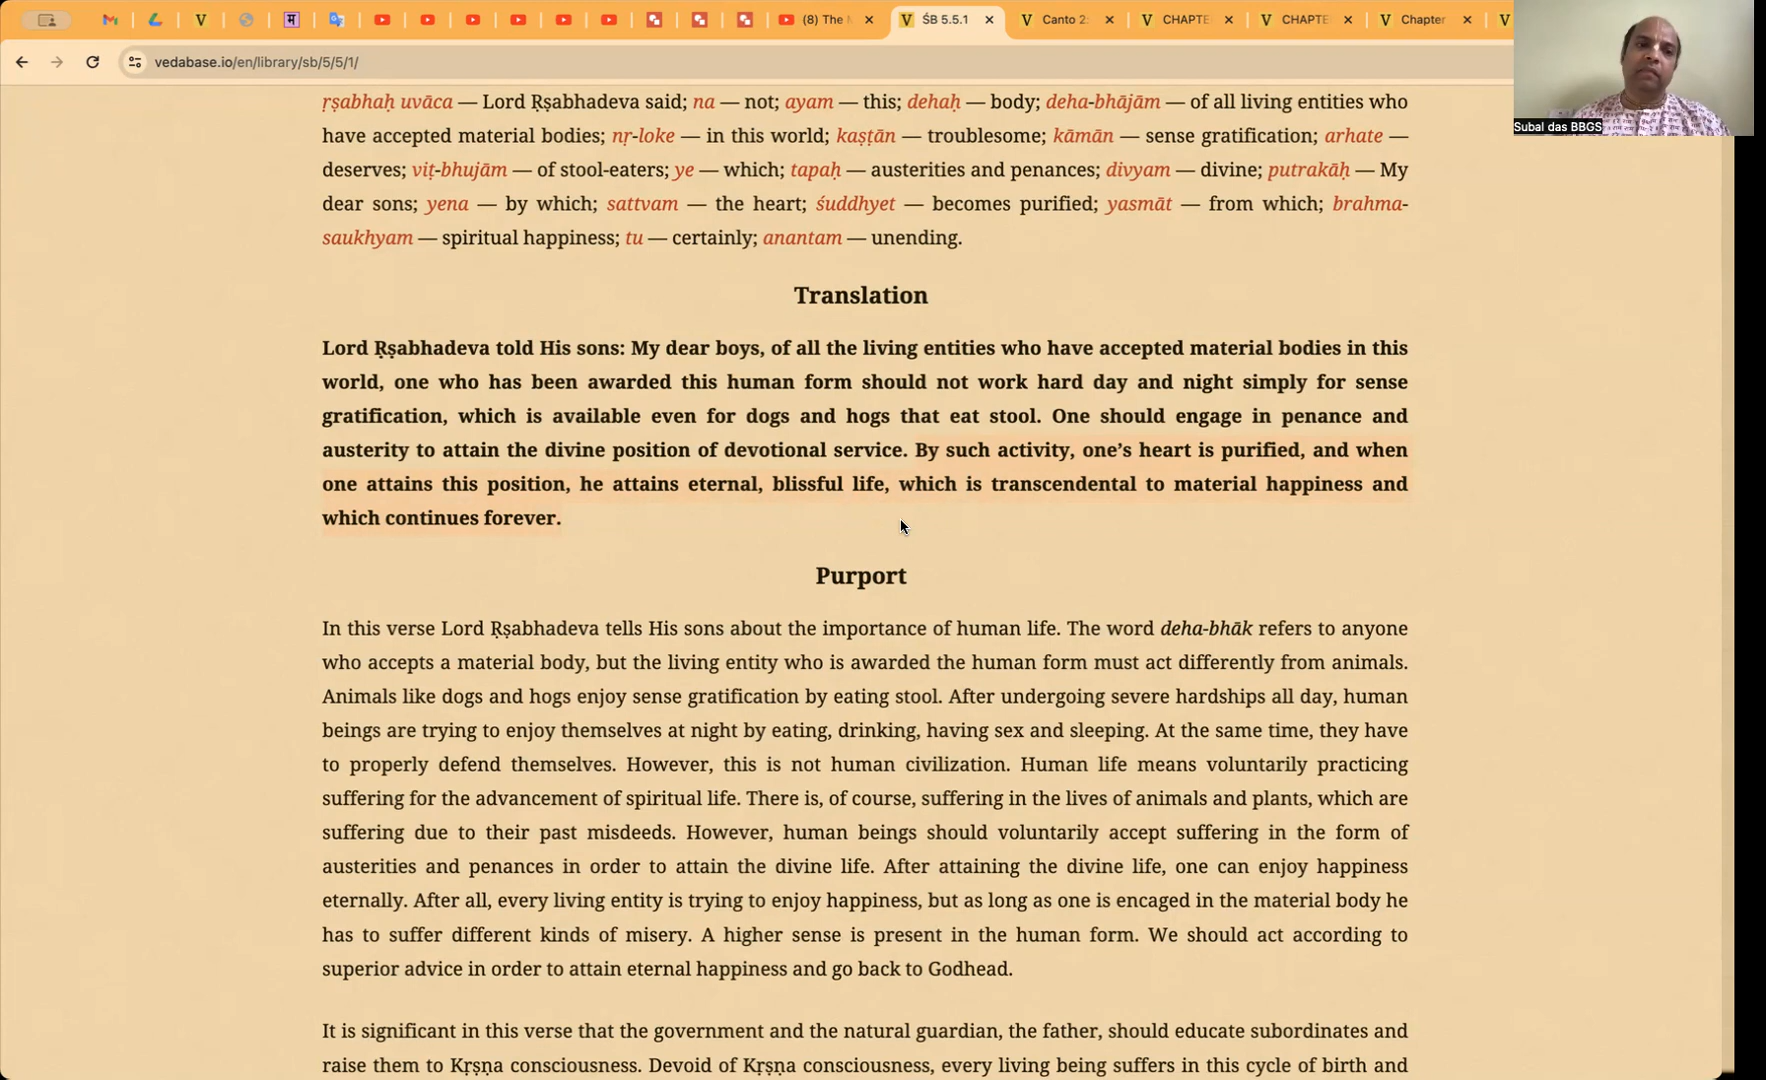 (8) The
ŚB 5.5.1
Canto 2
CHAPTE
CHAPTE
Chapter
vedabase.io/en/library/sb/5/5/1/
Subal das BBGS
ṛṣabhaḥ uvāca — Lord Ṛṣabhadeva said; na — not; ayam — this; dehaḥ — body; deha-bhājām — of all living entities who
have accepted material bodies; nṛ-loke — in this world; kaṣṭān — troublesome; kāmān — sense gratification; arhate —
deserves; viṭ-bhujām — of stool-eaters; ye — which; tapaḥ — austerities and penances; divyam — divine; putrakāḥ — My
dear sons; yena — by which; sattvam — the heart; śuddhyet — becomes purified; yasmāt — from which; brahma-
saukhyam — spiritual happiness; tu — certainly; anantam — unending.
Translation
Lord Ṛṣabhadeva told His sons: My dear boys, of all the living entities who have accepted material bodies in this
world, one who has been awarded this human form should not work hard day and night simply for sense
gratification, which is available even for dogs and hogs that eat stool. One should engage in penance and
austerity to attain the divine position of devotional service. By such activity, one’s heart is purified, and when
one attains this position, he attains eternal, blissful life, which is transcendental to material happiness and
which continues forever.
Purport
In this verse Lord Ṛṣabhadeva tells His sons about the importance of human life. The word deha-bhāk refers to anyone
who accepts a material body, but the living entity who is awarded the human form must act differently from animals.
Animals like dogs and hogs enjoy sense gratification by eating stool. After undergoing severe hardships all day, human
beings are trying to enjoy themselves at night by eating, drinking, having sex and sleeping. At the same time, they have
to properly defend themselves. However, this is not human civilization. Human life means voluntarily practicing
suffering for the advancement of spiritual life. There is, of course, suffering in the lives of animals and plants, which are
suffering due to their past misdeeds. However, human beings should voluntarily accept suffering in the form of
austerities and penances in order to attain the divine life. After attaining the divine life, one can enjoy happiness
eternally. After all, every living entity is trying to enjoy happiness, but as long as one is encaged in the material body he
has to suffer different kinds of misery. A higher sense is present in the human form. We should act according to
superior advice in order to attain eternal happiness and go back to Godhead.
It is significant in this verse that the government and the natural guardian, the father, should educate subordinates and
raise them to Kṛṣṇa consciousness. Devoid of Kṛṣṇa consciousness, every living being suffers in this cycle of birth and